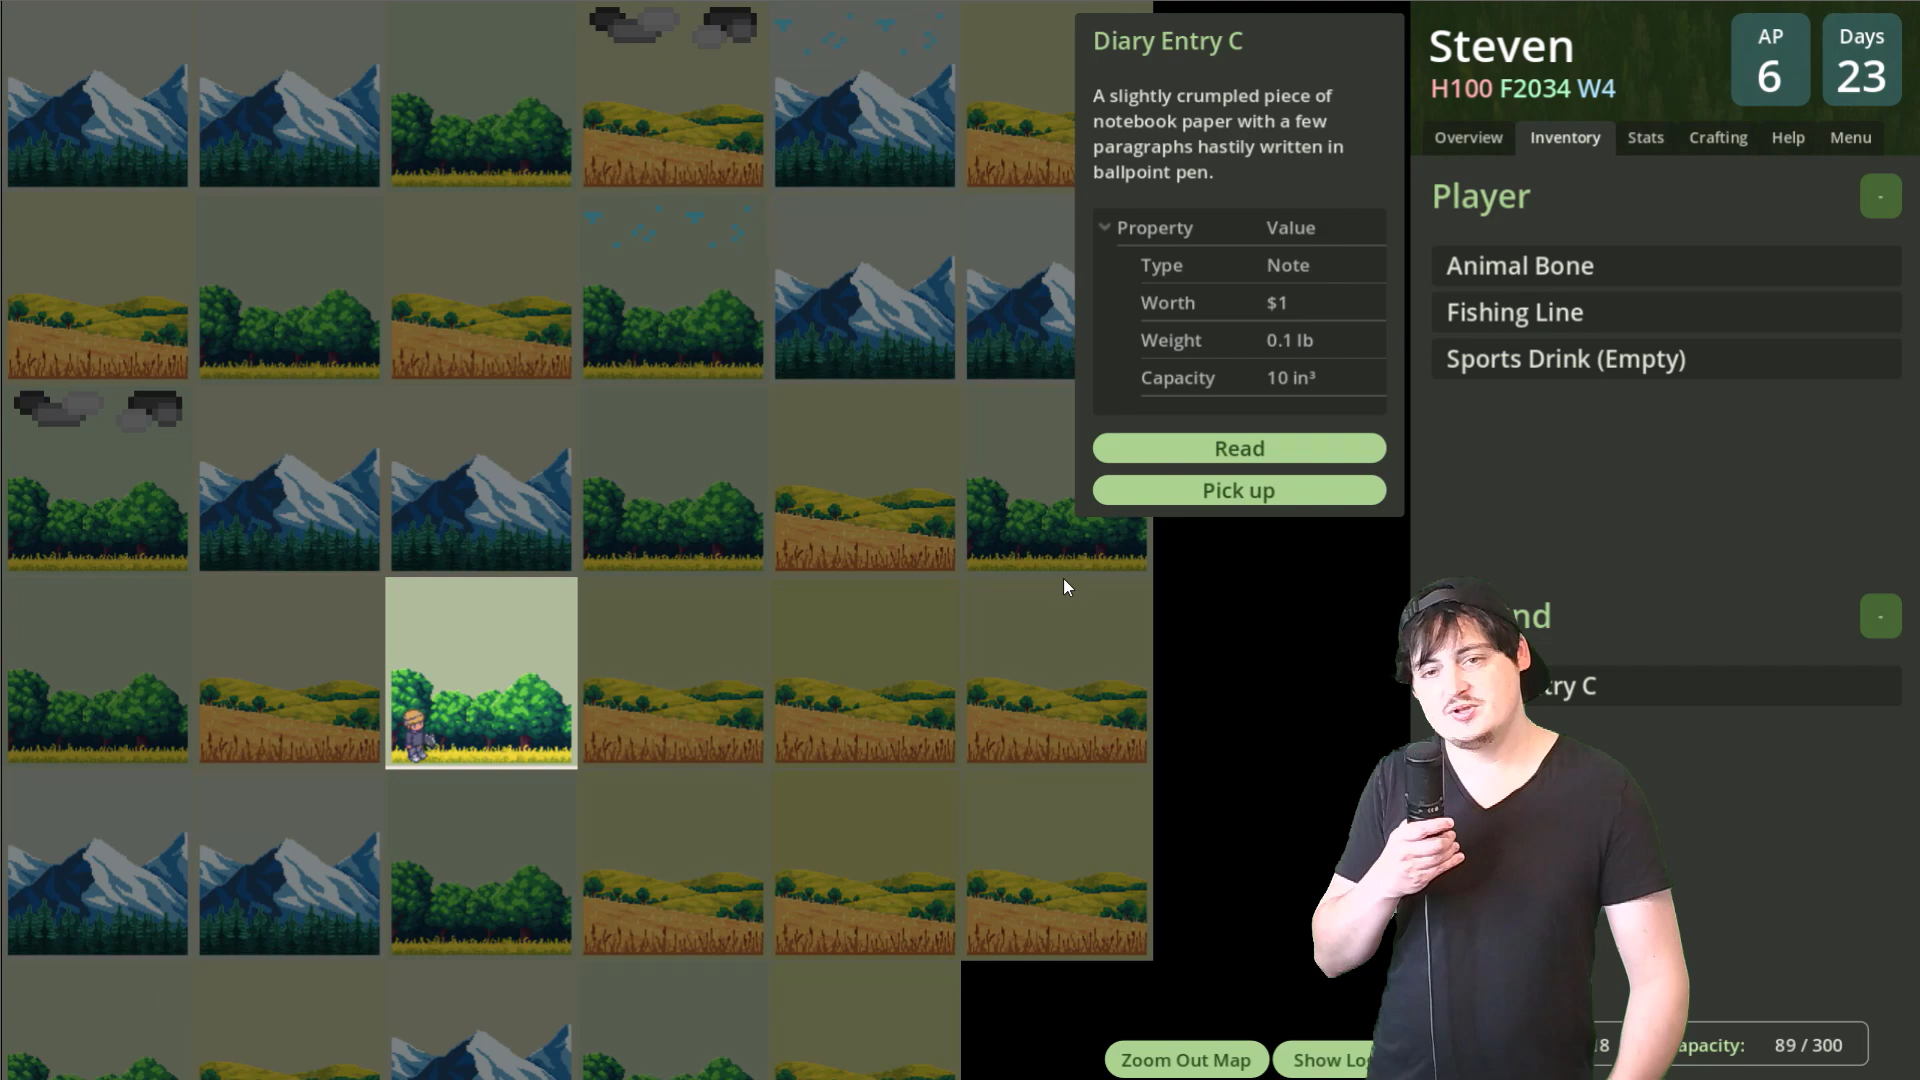 Diary Entry C
A slightly crumpled piece of
notebook paper with a few
paragraphs hastily written in
ballpoint pen.
Property Value
Type Note
Worth $1
Weight 0.1 lb
Capacity 10 in³
Read
Pick up
Steven
H100 F2034 W4
AP
6
Days
23
Overview Inventory Stats Crafting Help Menu
Player
-
Animal Bone
Fishing Line
Sports Drink (Empty)
nd
-
try C
Zoom Out Map
Show Lo
8 apacity: 89 / 300